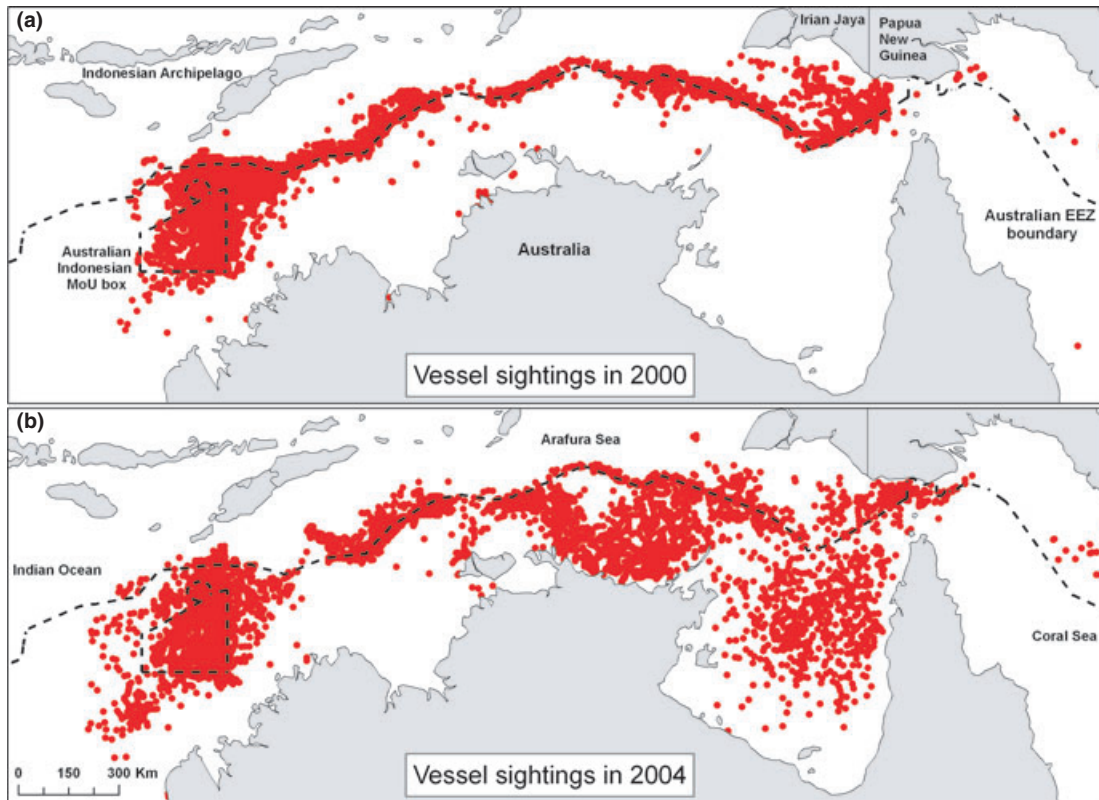 (a)
Irian Jaya
Papua
New
Guinea
Indonesian Archipelago
Australian
Indonesian
MoU box
Australia
Australian EEZ
boundary
Vessel sightings in 2000
(b)
Arafura Sea
Indian Ocean
Coral Sea
0 150 300 Km
Vessel sightings in 2004